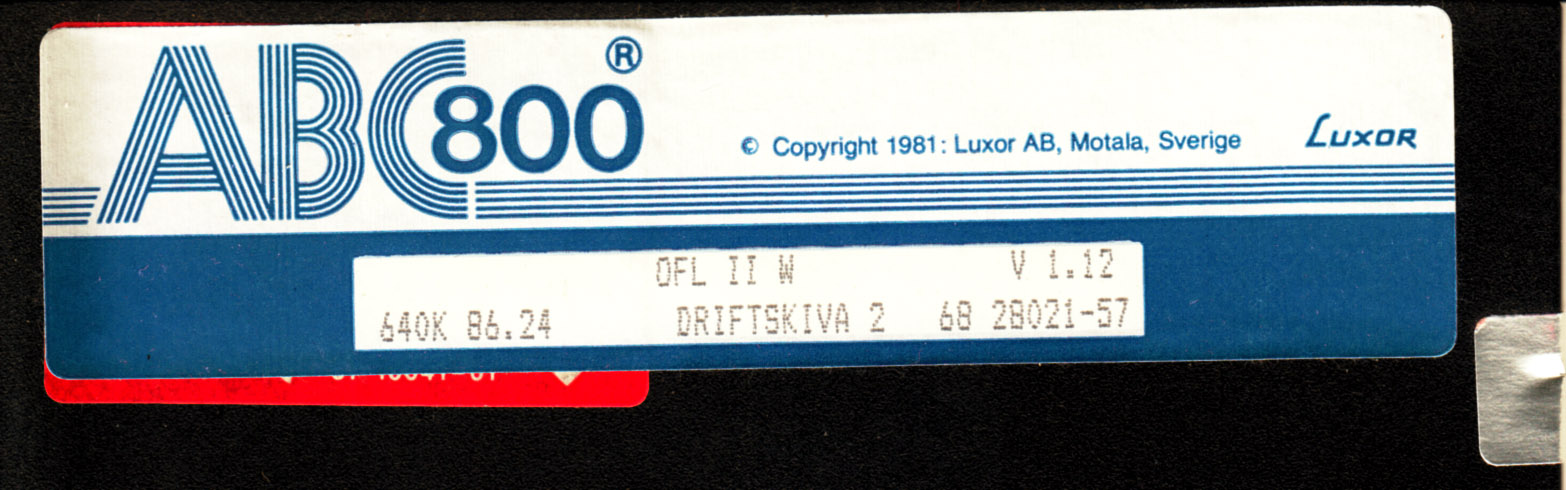 ABC800®
© Copyright 1981: Luxor AB, Motala, Sverige
LUXOR
OFL II W V 1.12
640K 86.24 DRIFTSKIVA 2 68 28021-57